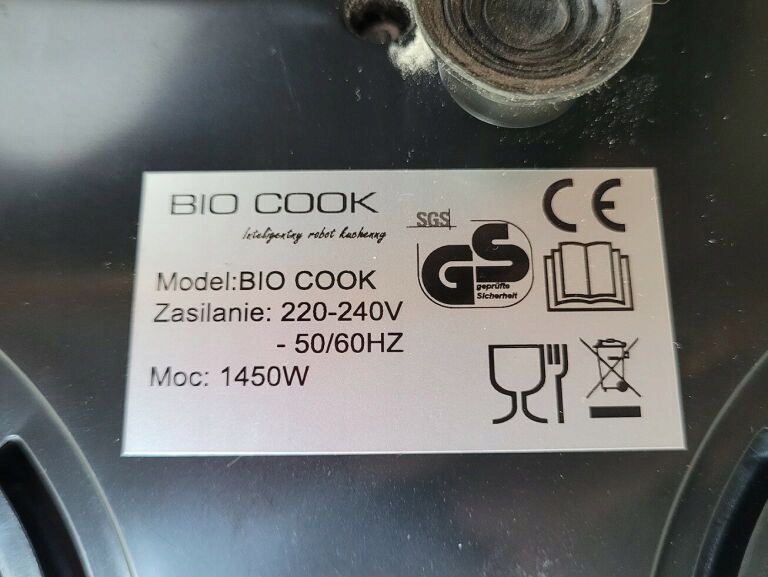 BIO COOK
Inteligentny robot kuchenny
Model:BIO COOK
Zasilanie: 220-240V
- 50/60HZ
Moc: 1450W
SGS
GS
geprüfte
Sicherheit
CE